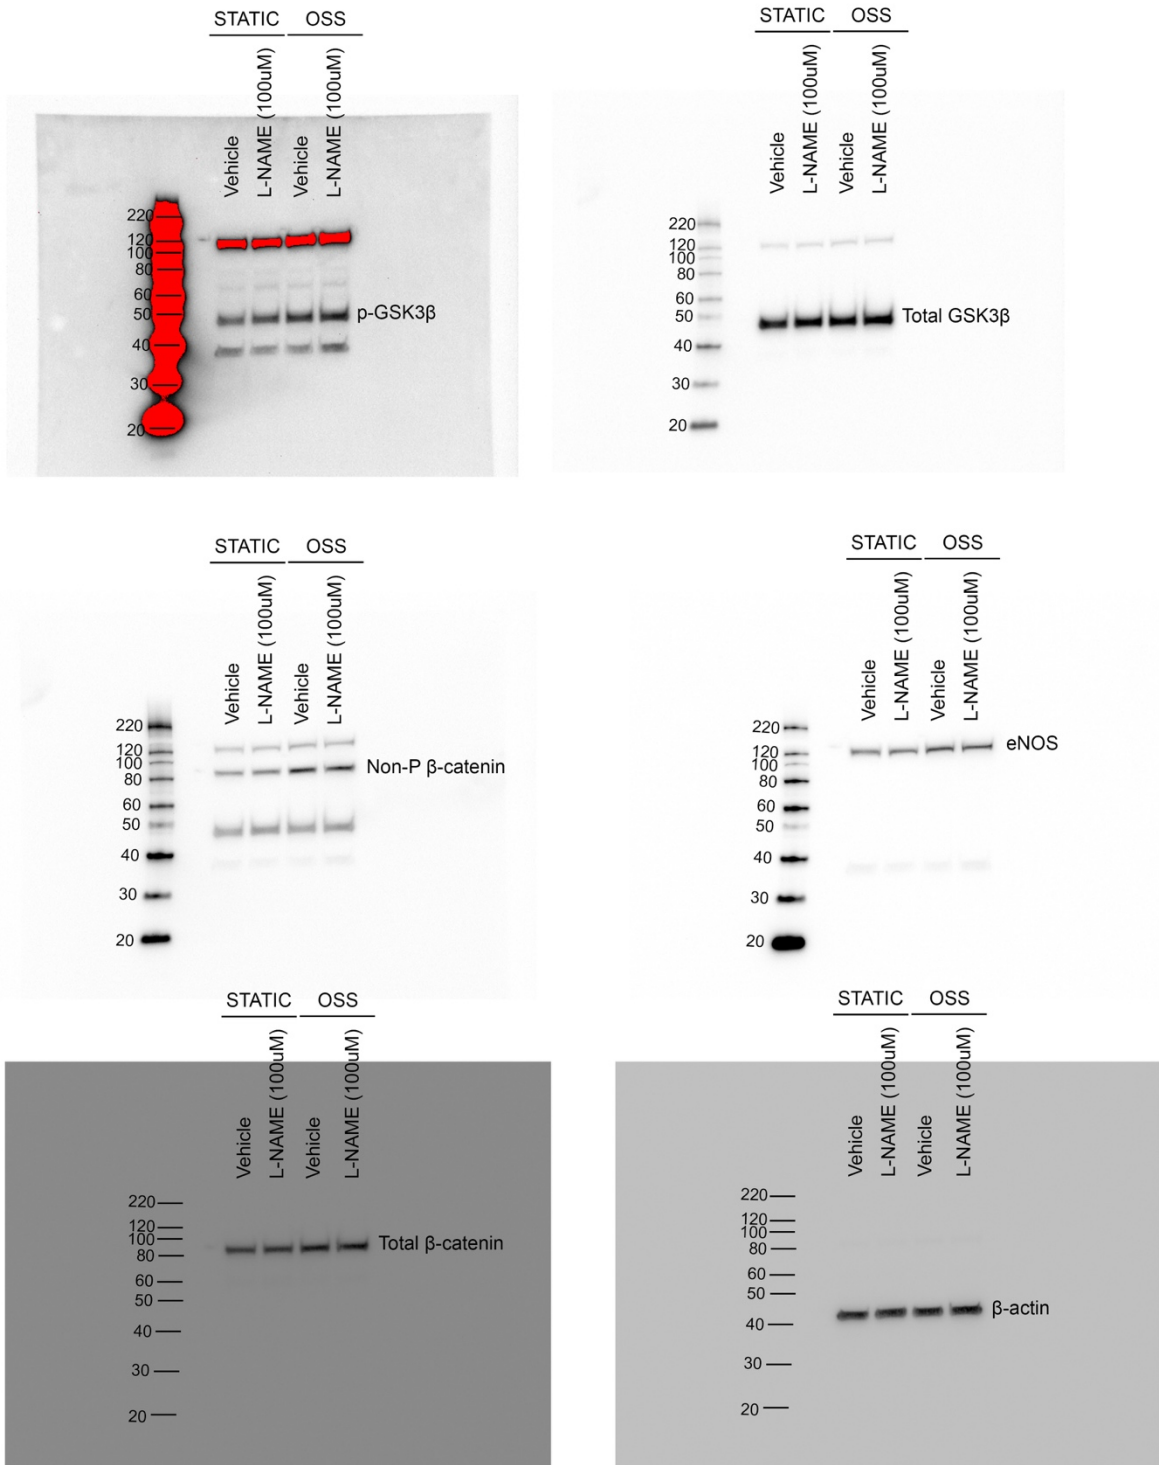 STATIC OSS
Vehicle
L-NAME (100uM)
Vehicle
L-NAME (100uM)
220
120
100
80
60
50
40
30
20
p-GSK3β
STATIC OSS
Vehicle
L-NAME (100uM)
Vehicle
L-NAME (100uM)
220
120
100
80
60
50
40
30
20
Total GSK3β
STATIC OSS
Vehicle
L-NAME (100uM)
Vehicle
L-NAME (100uM)
220
120
100
80
60
50
40
30
20
Non-P β-catenin
STATIC OSS
Vehicle
L-NAME (100uM)
Vehicle
L-NAME (100uM)
220
120
100
80
60
50
40
30
20
eNOS
STATIC OSS
Vehicle
L-NAME (100uM)
Vehicle
L-NAME (100uM)
220
120
100
80
60
50
40
30
20
Total β-catenin
STATIC OSS
Vehicle
L-NAME (100uM)
Vehicle
L-NAME (100uM)
220
120
100
80
60
50
40
30
20
β-actin